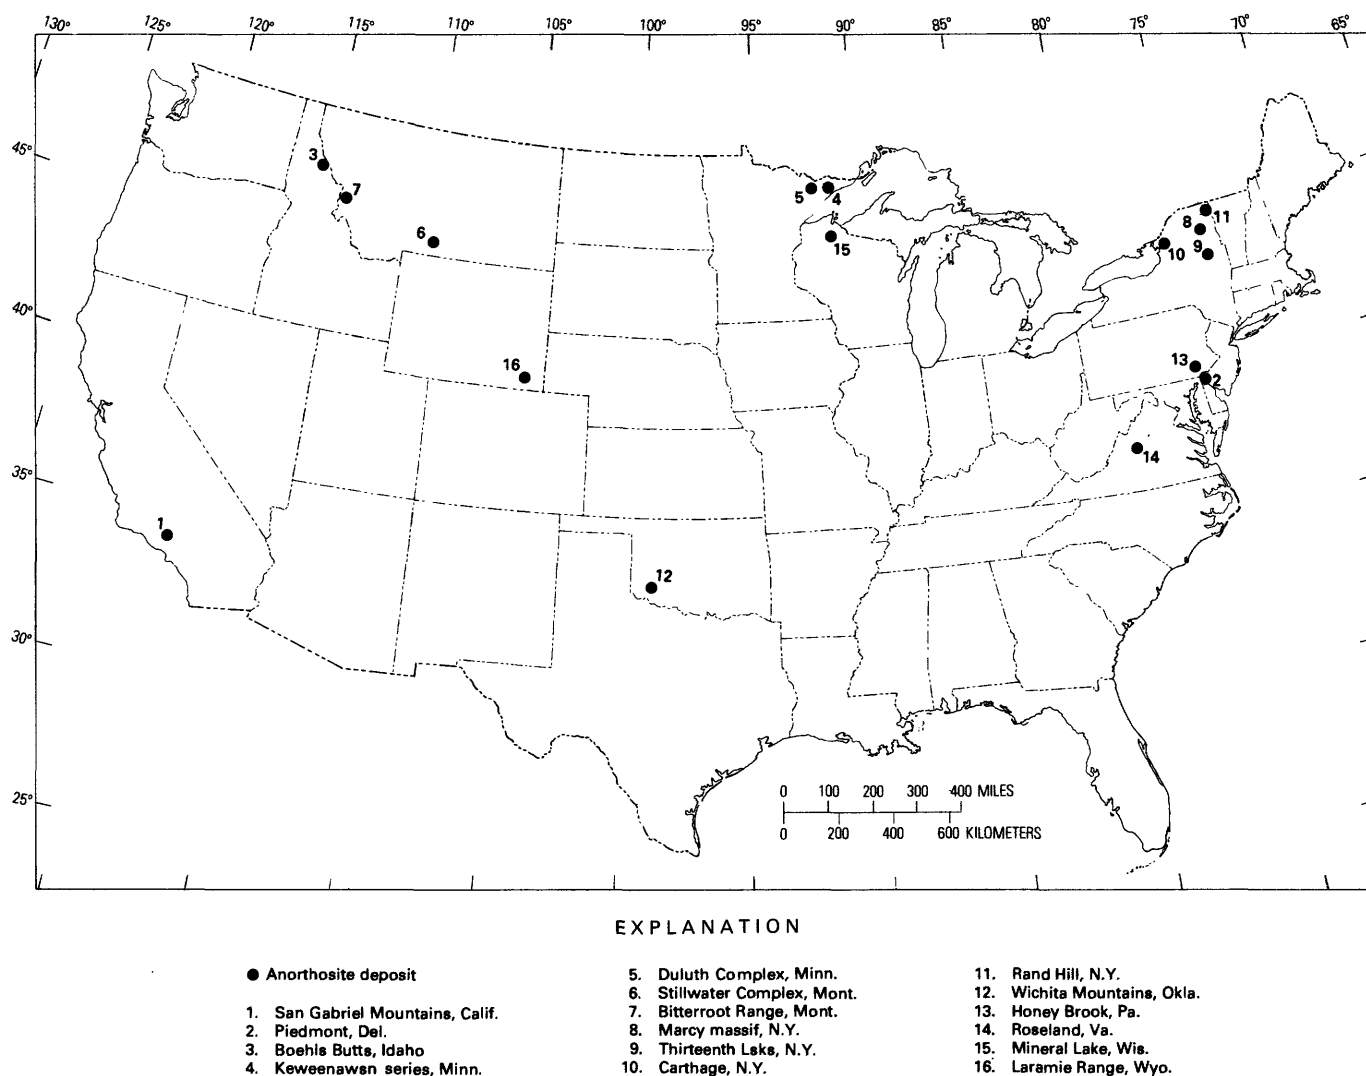 130° 125° 120° 115° 110° 105° 100° 95° 90° 85° 80° 75° 70° 65°
45°
40°
35°
30°
25°
3
7
6
5 4
15
8 11
10 9
16
13
2
14
1
12
0 100 200 300 400 MILES
0 200 400 600 KILOMETERS
EXPLANATION
Anorthosite deposit
1. San Gabriel Mountains, Calif.
2. Piedmont, Del.
3. Boehls Butts, Idaho
4. Keweenawsn series, Minn.
5. Duluth Complex, Minn.
6. Stillwater Complex, Mont.
7. Bitterroot Range, Mont.
8. Marcy massif, N.Y.
9. Thirteenth Lsks, N.Y.
10. Carthage, N.Y.
11. Rand Hill, N.Y.
12. Wichita Mountains, Okla.
13. Honey Brook, Pa.
14. Roseland, Va.
15. Mineral Lake, Wis.
16. Laramie Range, Wyo.